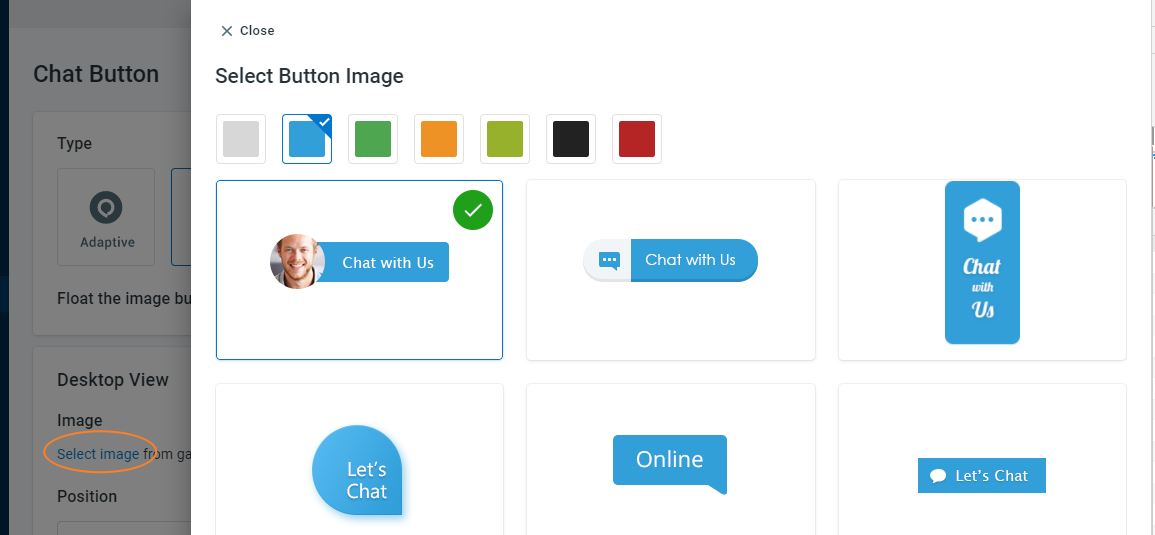 Close
Select Button Image
Chat Button
Type
Adaptive
Float the image bu
Desktop View
Image
Select image from ga
Position
Chat with Us
Chat with Us
Chat
with
Us
Let's
Chat
Online
Let's Chat